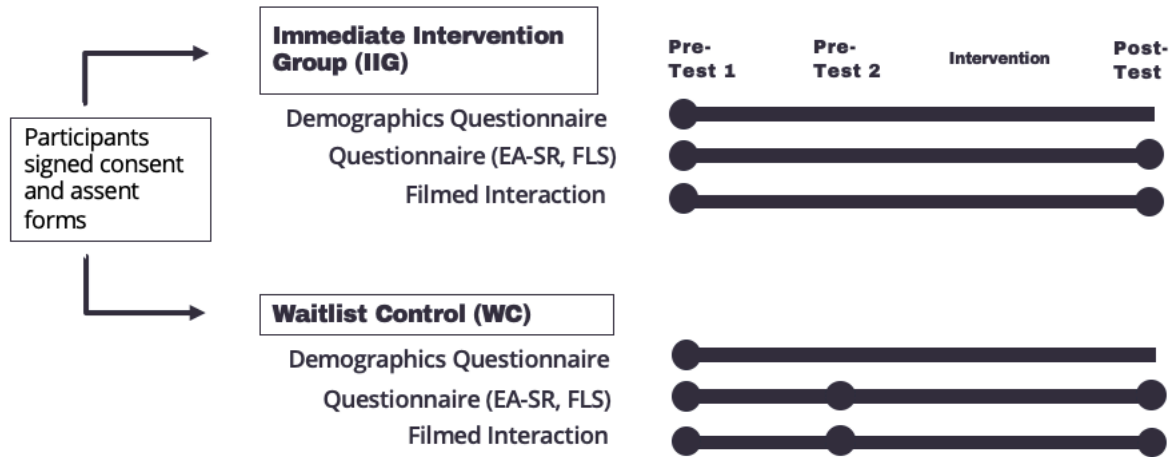 Participants
signed consent
and assent
forms
Immediate Intervention
Group (IIG)
Pre-
Test 1
Pre-
Test 2
Intervention
Post-
Test
Demographics Questionnaire
Questionnaire (EA-SR, FLS)
Filmed Interaction
Waitlist Control (WC)
Demographics Questionnaire
Questionnaire (EA-SR, FLS)
Filmed Interaction